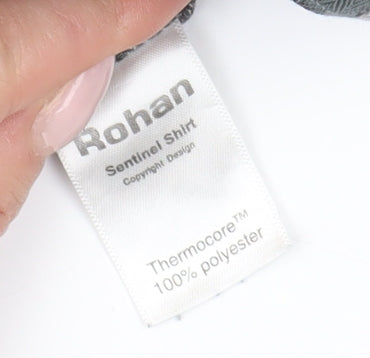 Rohan
Sentinel Shirt
Copyright Design
Thermocore™
100% polyester